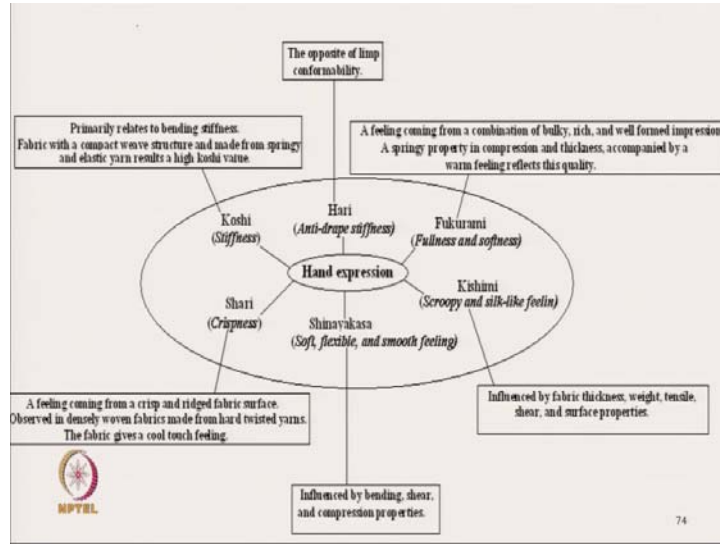 The opposite of limp
conformability.
Primarily relates to bending stiffness.
Fabric with a compact weave structure and made from springy
and elastic yarn results a high koshi value.
A feeling coming from a combination of bulky, rich, and well formed impression
A springy property in compression and thickness, accompanied by a
warm feeling reflects this quality.
Koshi
(Stiffness)
Hari
(Anti-drape stiffness)
Fukurami
(Fullness and softness)
Hand expression
Shari
(Crispness)
Shinayakasa
(Soft, flexible, and smooth feeling)
Kishimi
(Scroopy and silk-like feelin)
A feeling coming from a crisp and ridged fabric surface.
Observed in densely woven fabrics made from hard twisted yarns.
The fabric gives a cool touch feeling.
Influenced by fabric thickness, weight, tensile,
shear, and surface properties.
Influenced by bending, shear,
and compression properties.
NPTEL
74